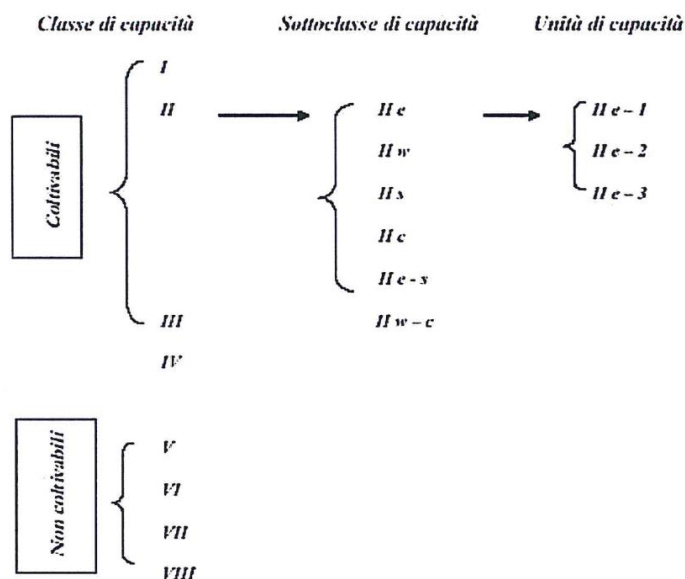 Classe di capacità Sottoclasse di capacità Unità di capacità
I
II II e II e – 1
II w II e – 2
II s II e – 3
II c
II e - s
III II w – c
IV
Coltivabili
V
VI
VII
VIII
Non coltivabili